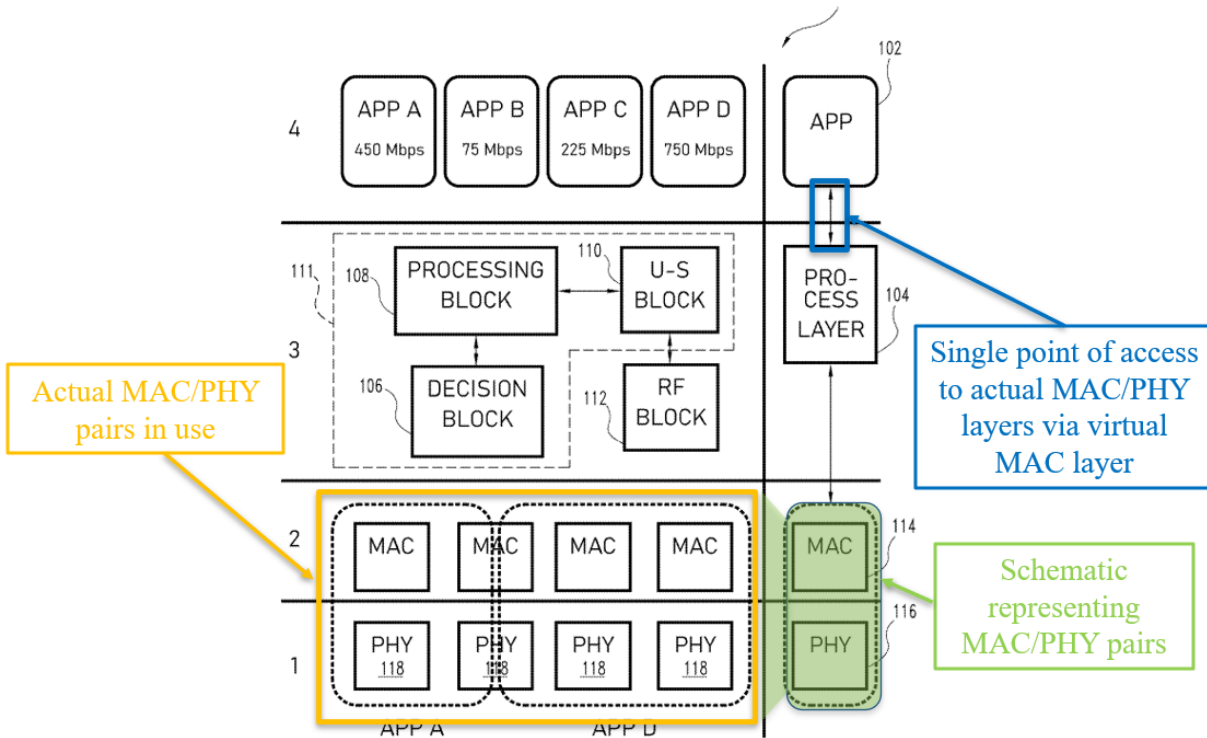 102
APP A
450 Mbps
APP B
75 Mbps
APP C
225 Mbps
APP D
750 Mbps
APP
4
111
108
PROCESSING
BLOCK
110
U-S
BLOCK
PRO-
CESS
LAYER
104
3
106
DECISION
BLOCK
112
RF
BLOCK
Actual MAC/PHY
pairs in use
Single point of access
to actual MAC/PHY
layers via virtual
MAC layer
2
MAC
MAC
MAC
MAC
MAC
114
1
PHY
118
PHY
118
PHY
118
PHY
118
PHY
116
Schematic
representing
MAC/PHY pairs
APP A
APP D